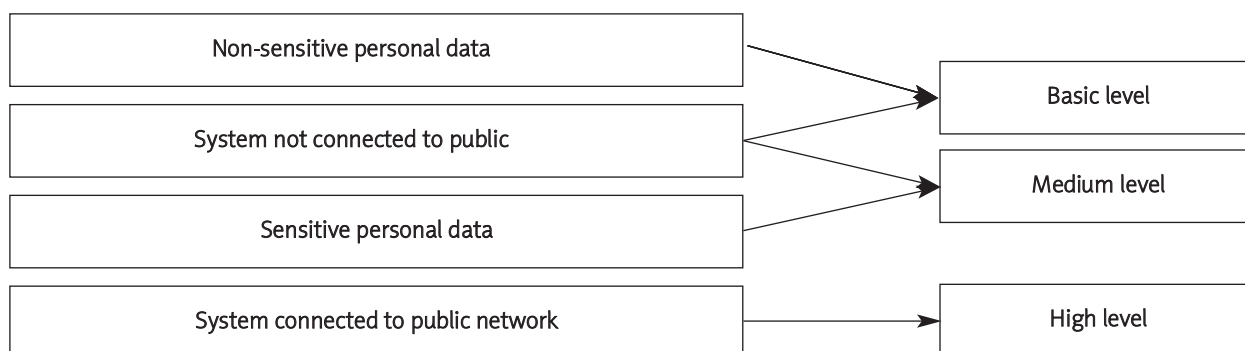 Non-sensitive personal data
Basic level
System not connected to public
Medium level
Sensitive personal data
System connected to public network
High level